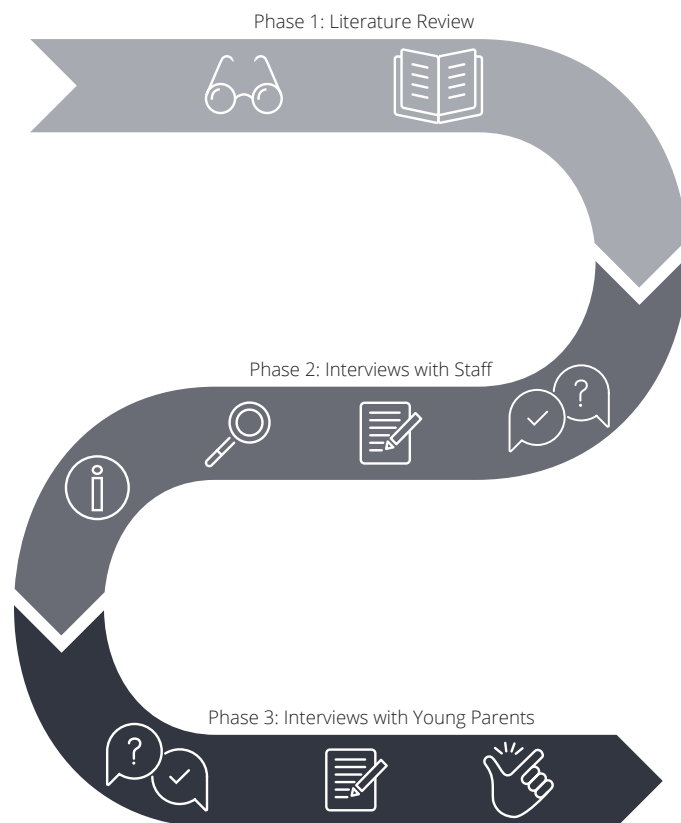 Phase 1: Literature Review
Phase 2: Interviews with Staff
Phase 3: Interviews with Young Parents